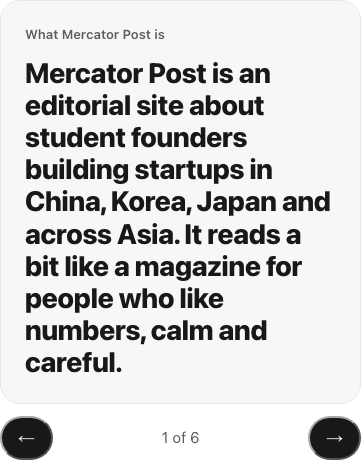 What Mercator Post is
Mercator Post is an
editorial site about
student founders
building startups in
China, Korea, Japan and
across Asia. It reads a
bit like a magazine for
people who like
numbers, calm and
careful.
← 1 of 6 →